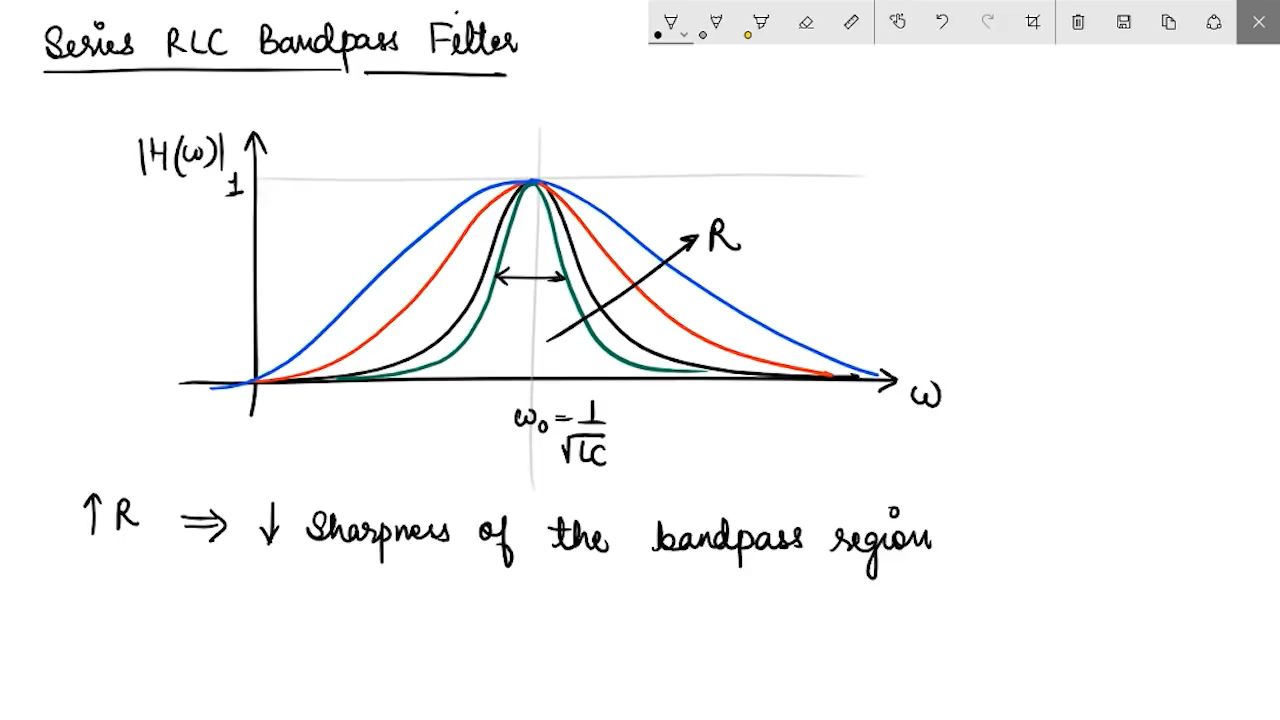 Series RLC Bandpass Filter
|H(ω)|
1
R
ω
ω₀ = 1/√LC
↑ R ⇒ ↓ Sharpness of the bandpass region